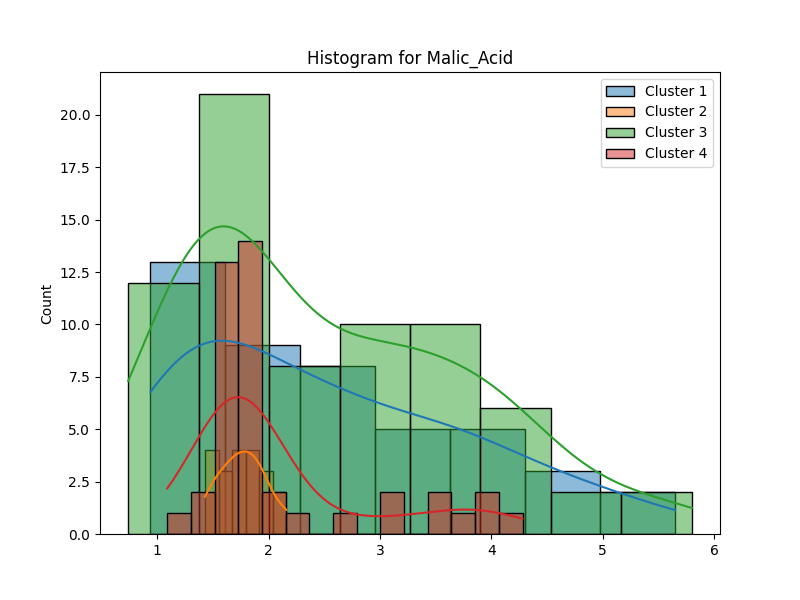 Histogram for Malic_Acid
Cluster 1
Cluster 2
Cluster 3
Cluster 4
Count
20.0
17.5
15.0
12.5
10.0
7.5
5.0
2.5
0.0
1 2 3 4 5 6